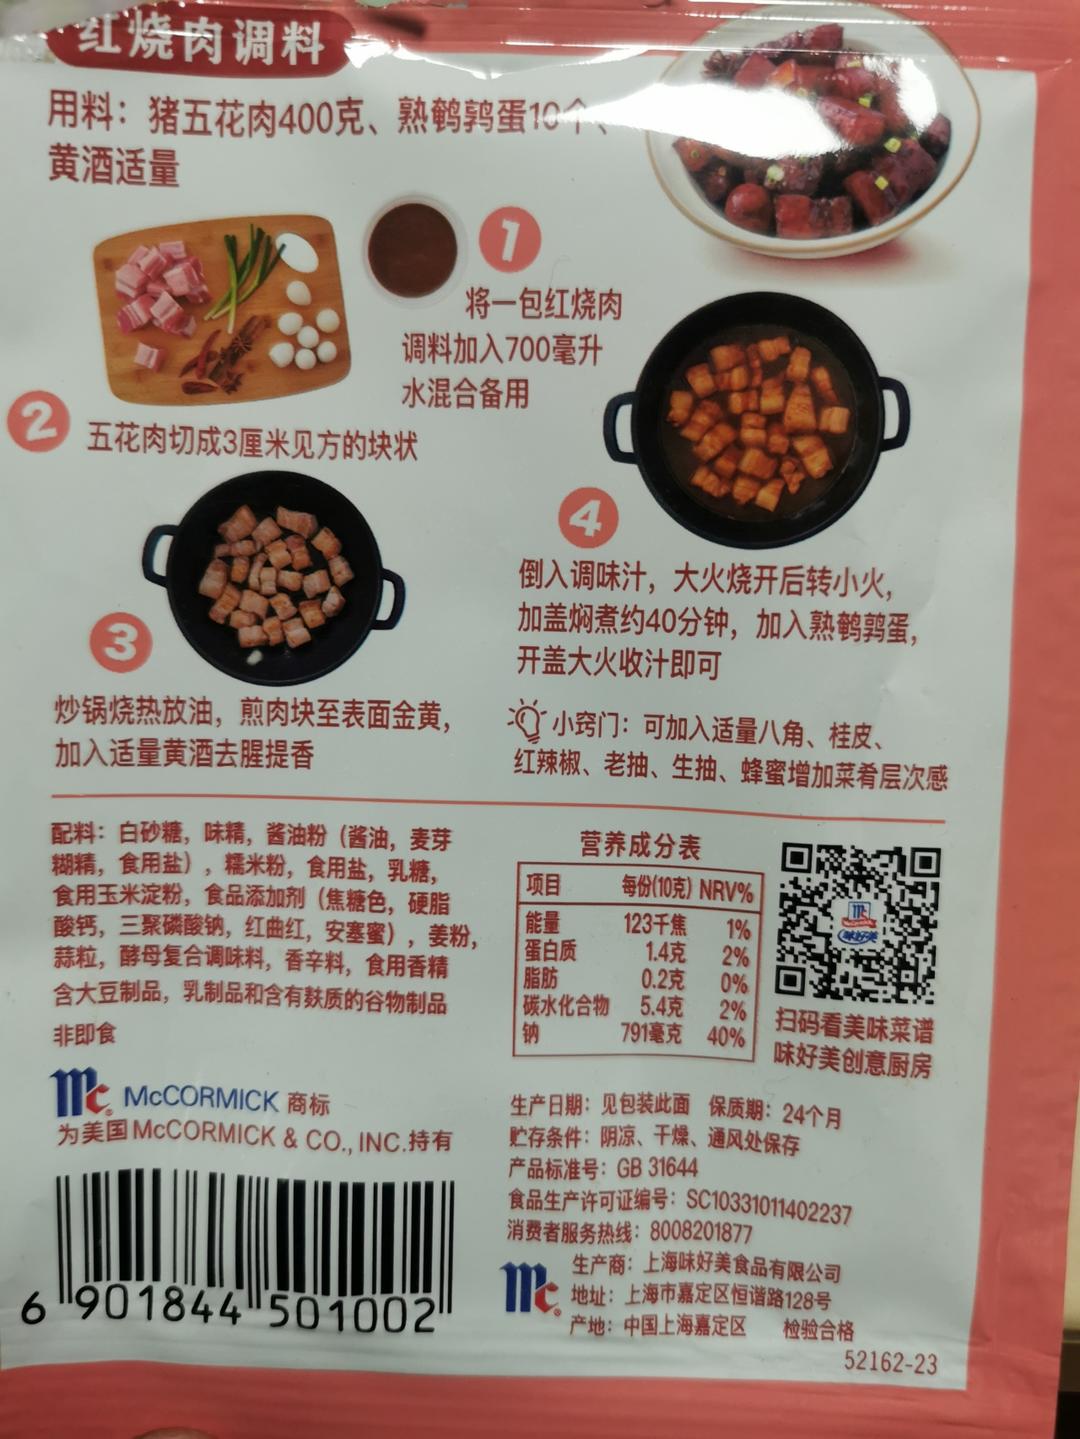 红烧肉调料
用料：猪五花肉400克、熟鹌鹑蛋10个、
黄酒适量
1
将一包红烧肉
调料加入700毫升
水混合备用
2
五花肉切成3厘米见方的块状
3
炒锅烧热放油，煎肉块至表面金黄，
加入适量黄酒去腥提香
4
倒入调味汁，大火烧开后转小火，
加盖焖煮约40分钟，加入熟鹌鹑蛋，
开盖大火收汁即可
小窍门：可加入适量八角、桂皮、
红辣椒、老抽、生抽、蜂蜜增加菜肴层次感
配料：白砂糖，味精，酱油粉（酱油，麦芽
糊精，食用盐），糯米粉，食用盐，乳糖，
食用玉米淀粉，食品添加剂（焦糖色，硬脂
酸钙，三聚磷酸钠，红曲红，安塞蜜），姜粉，
蒜粒，酵母复合调味料，香辛料，食用香精
含大豆制品，乳制品和含有麸质的谷物制品
非即食
营养成分表
项目 每份(10克) NRV%
能量 123千焦 1%
蛋白质 1.4克 2%
脂肪 0.2克 0%
碳水化合物 5.4克 2%
钠 791毫克 40%
Mc
味好美
扫码看美味菜谱
味好美创意厨房
Mc McCORMICK 商标
为美国 McCORMICK & CO., INC.持有
6 901844 501002
生产日期：见包装此面 保质期：24个月
贮存条件：阴凉、干燥、通风处保存
产品标准号：GB 31644
食品生产许可证编号：SC10331011402237
消费者服务热线：8008201877
Mc
生产商：上海味好美食品有限公司
地址：上海市嘉定区恒谐路128号
产地：中国上海嘉定区 检验合格
52162-23